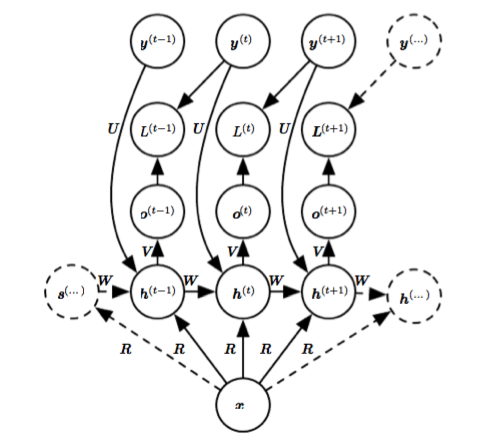 y^(t−1) y^(t) y^(t+1) y^(...)
U L^(t−1) U L^(t) U L^(t+1)
o^(t−1) o^(t) o^(t+1)
V V V
W W W W
s^(...) h^(t−1) h^(t) h^(t+1) h^(...)
R R R R R
x